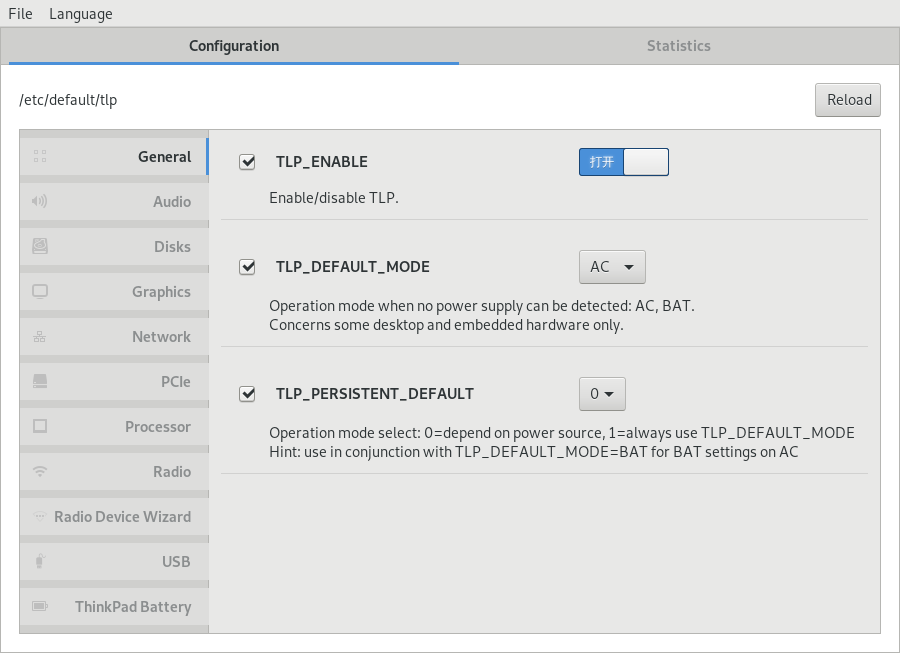 File Language
Configuration Statistics
/etc/default/tlp Reload
General
Audio
Disks
Graphics
Network
PCIe
Processor
Radio
Radio Device Wizard
USB
ThinkPad Battery
TLP_ENABLE 打开
Enable/disable TLP.
TLP_DEFAULT_MODE AC
Operation mode when no power supply can be detected: AC, BAT.
Concerns some desktop and embedded hardware only.
TLP_PERSISTENT_DEFAULT 0
Operation mode select: 0=depend on power source, 1=always use TLP_DEFAULT_MODE
Hint: use in conjunction with TLP_DEFAULT_MODE=BAT for BAT settings on AC